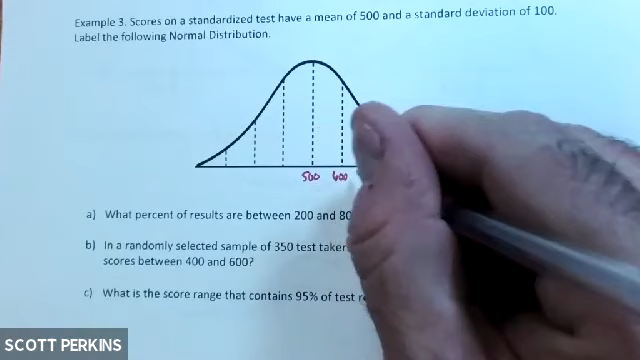 Example 3. Scores on a standardized test have a mean of 500 and a standard deviation of 100.
Label the following Normal Distribution.
500 600
a) What percent of results are between 200 and 80
b) In a randomly selected sample of 350 test taker
scores between 400 and 600?
c) What is the score range that contains 95% of test
SCOTT PERKINS